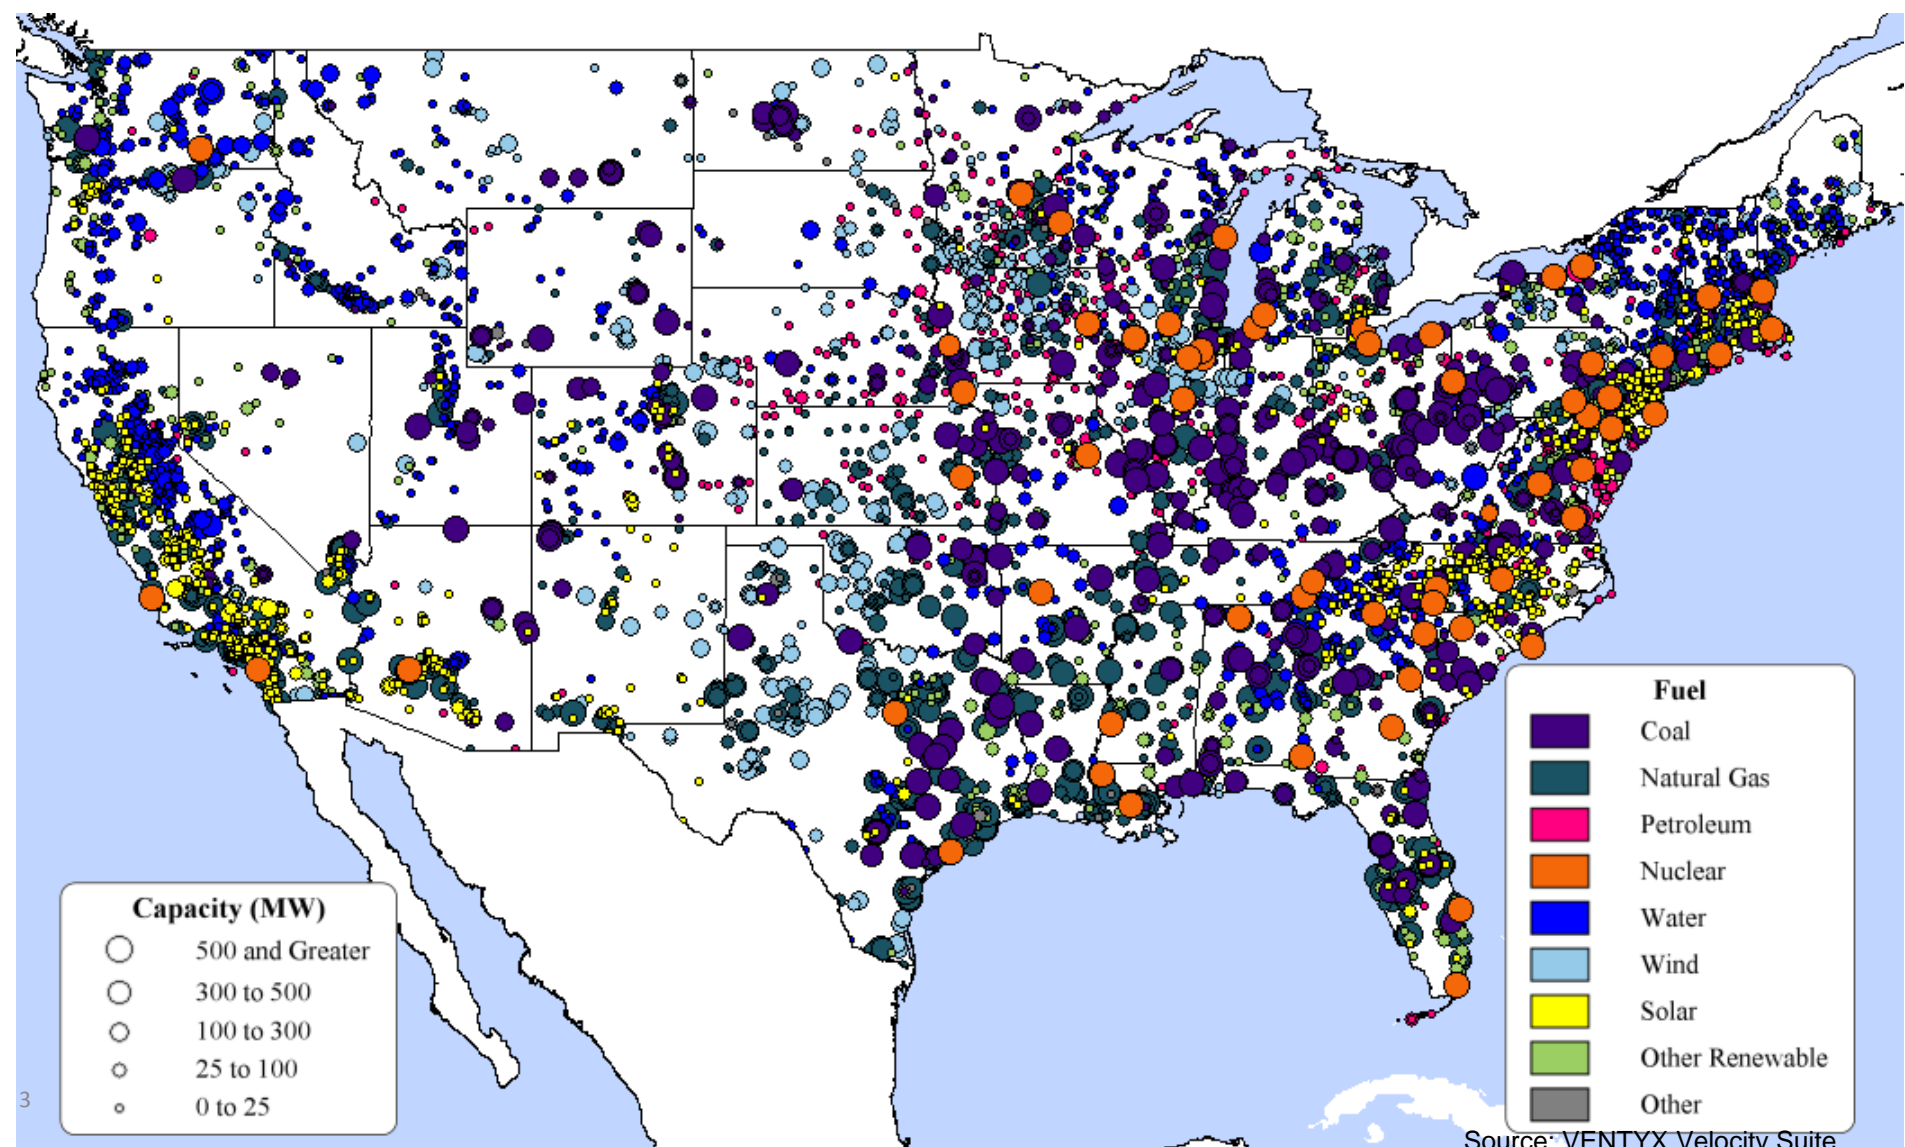 Capacity (MW)
500 and Greater
300 to 500
100 to 300
25 to 100
0 to 25
3
Fuel
Coal
Natural Gas
Petroleum
Nuclear
Water
Wind
Solar
Other Renewable
Other
Source: VENTYX Velocity Suite